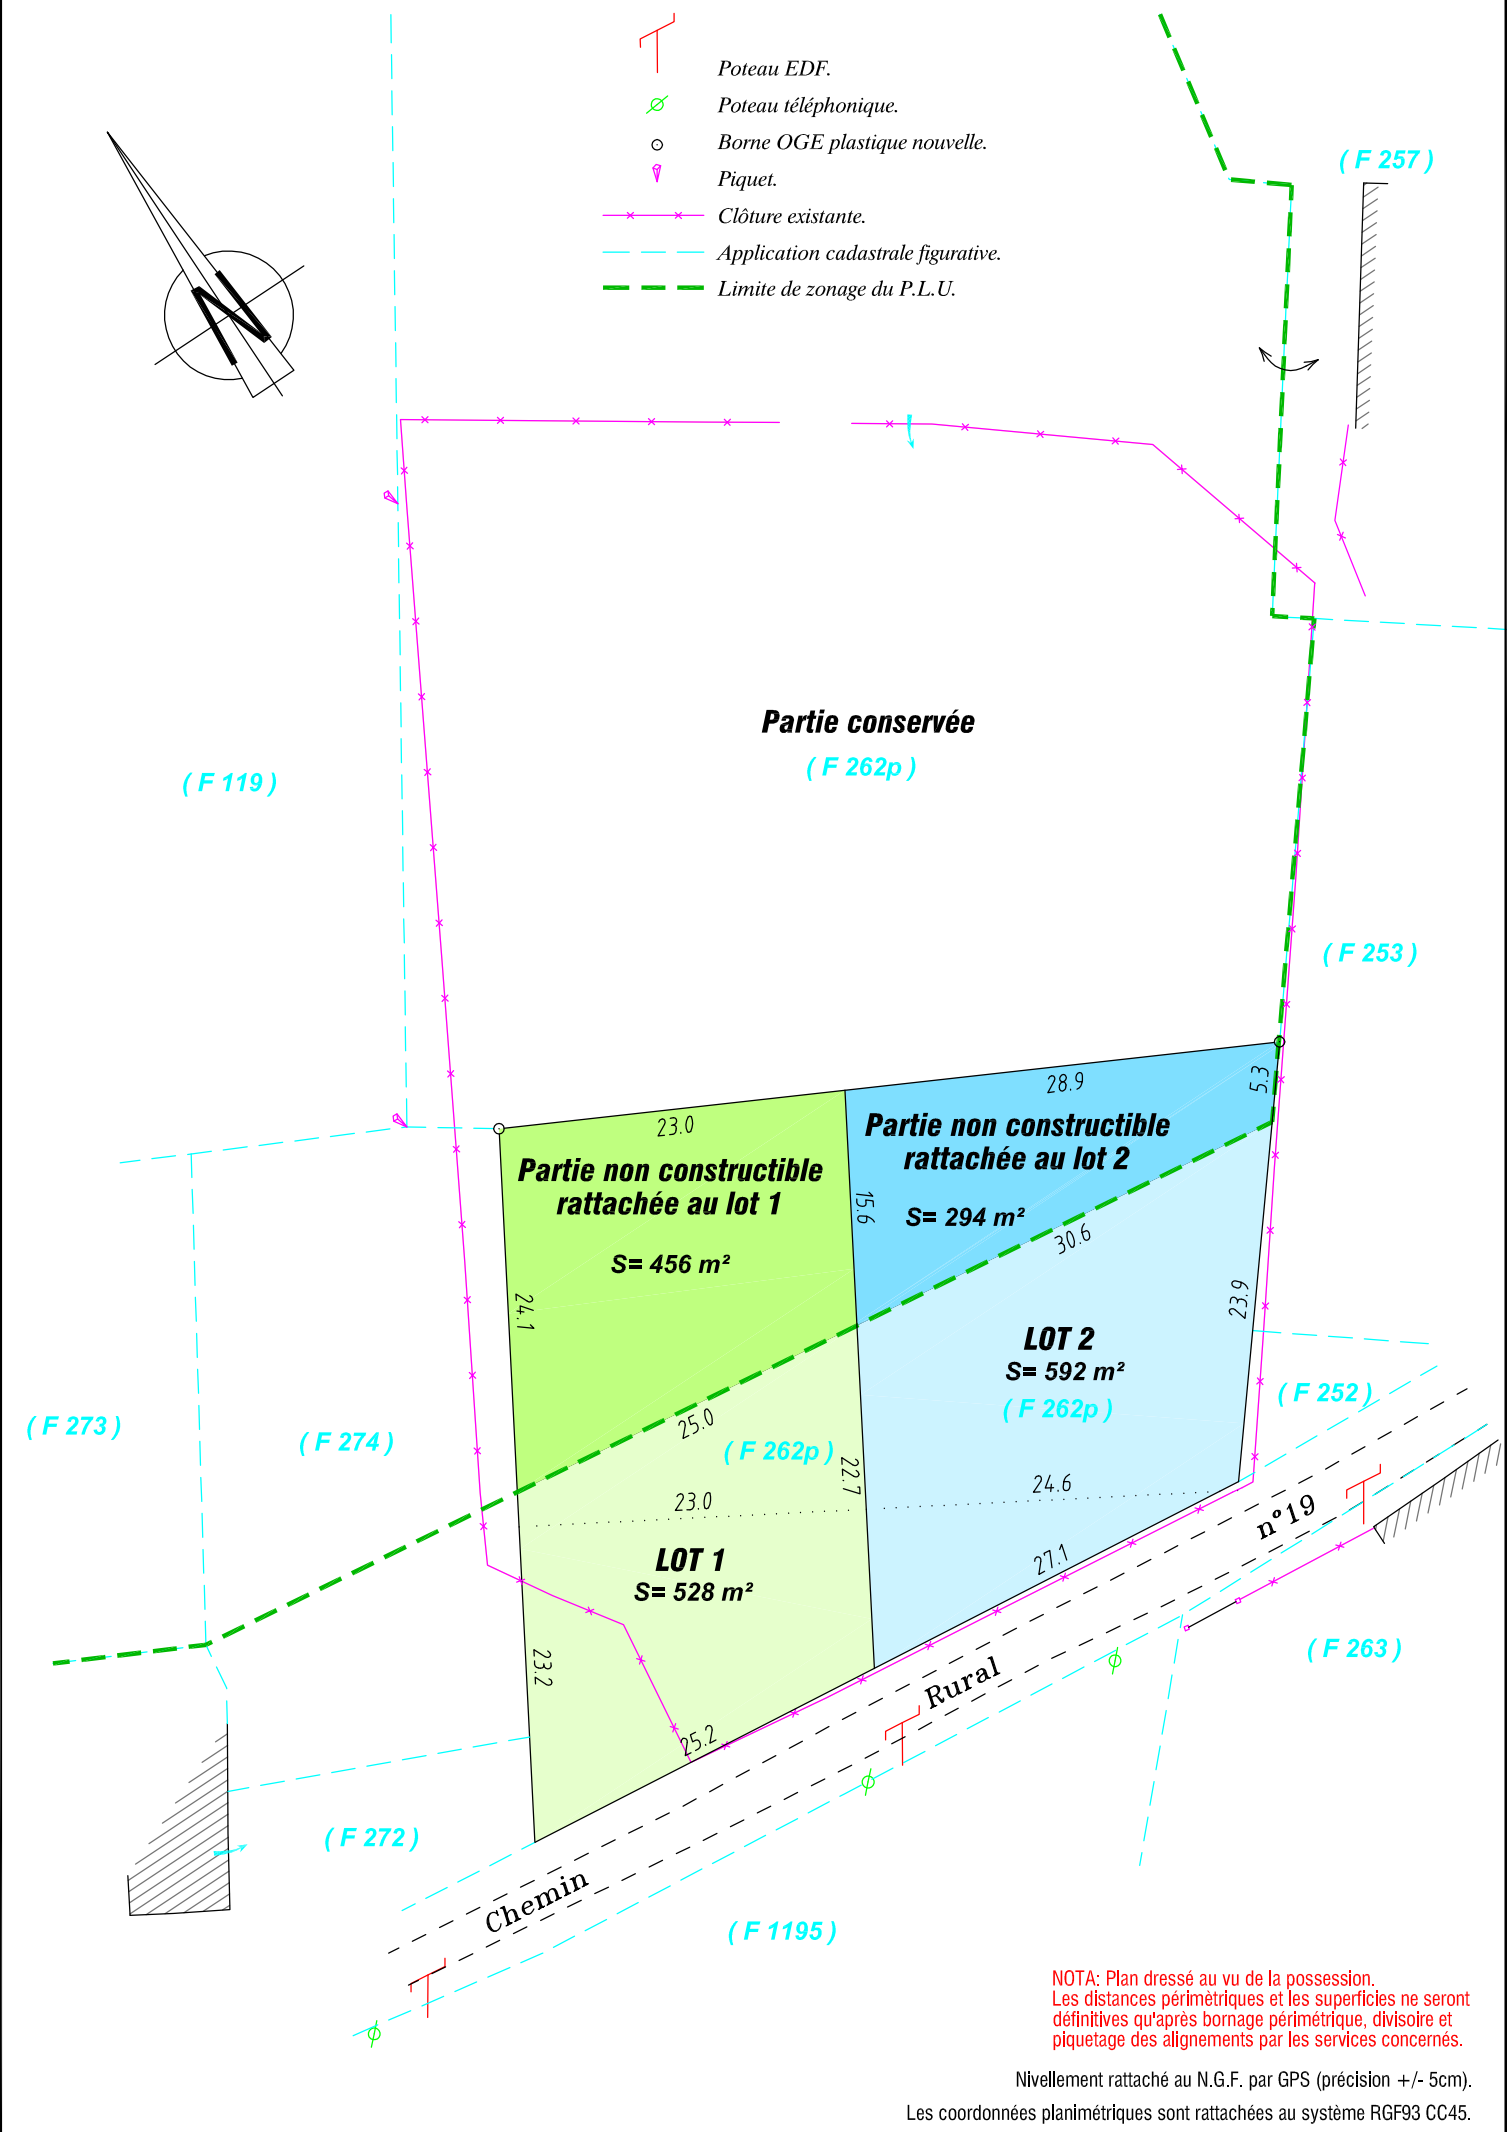 Poteau EDF.
Poteau téléphonique.
Borne OGE plastique nouvelle.
Piquet.
Clôture existante.
Application cadastrale figurative.
Limite de zonage du P.L.U.
N
( F 257 )
Partie conservée
( F 262p )
( F 119 )
( F 253 )
28.9
5.3
23.0
Partie non constructible
rattachée au lot 2
S= 294 m²
Partie non constructible
rattachée au lot 1
S= 456 m²
15.6
30.6
24.1
23.9
LOT 2
S= 592 m²
( F 262p )
( F 252 )
( F 273 )
( F 274 )
25.0
( F 262p )
22.7
24.6
23.0
n°19
LOT 1
S= 528 m²
27.1
23.2
( F 263 )
Rural
25.2
( F 272 )
Chemin
( F 1195 )
NOTA: Plan dressé au vu de la possession.
Les distances périmètriques et les superficies ne seront
définitives qu'après bornage périmétrique, divisoire et
piquetage des alignements par les services concernés.
Nivellement rattaché au N.G.F. par GPS (précision +/- 5cm).
Les coordonnées planimétriques sont rattachées au système RGF93 CC45.